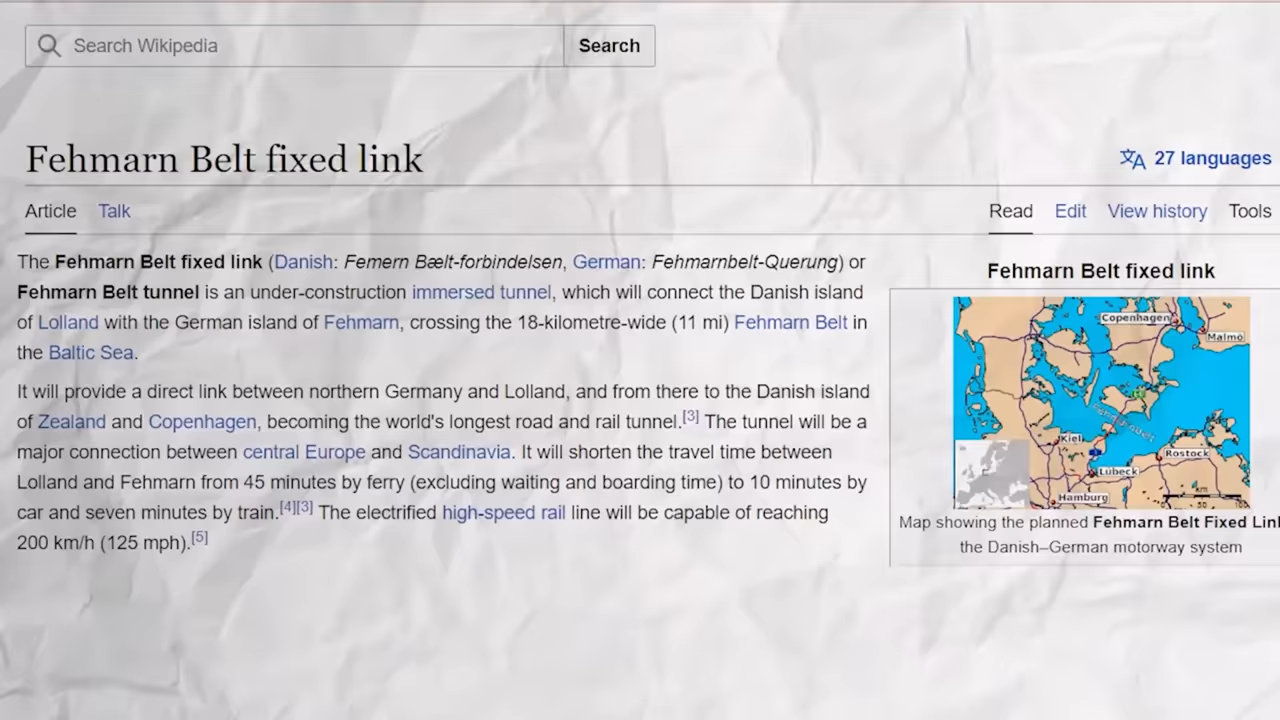 Search Wikipedia
Search
Fehmarn Belt fixed link
27 languages
Article
Talk
Read
Edit
View history
Tools
The Fehmarn Belt fixed link (Danish: Femern Bælt-forbindelsen, German: Fehmarnbelt-Querung) or
Fehmarn Belt tunnel is an under-construction immersed tunnel, which will connect the Danish island
of Lolland with the German island of Fehmarn, crossing the 18-kilometre-wide (11 mi) Fehmarn Belt in
the Baltic Sea.
It will provide a direct link between northern Germany and Lolland, and from there to the Danish island
of Zealand and Copenhagen, becoming the world's longest road and rail tunnel.[3] The tunnel will be a
major connection between central Europe and Scandinavia. It will shorten the travel time between
Lolland and Fehmarn from 45 minutes by ferry (excluding waiting and boarding time) to 10 minutes by
car and seven minutes by train.[4][3] The electrified high-speed rail line will be capable of reaching
200 km/h (125 mph).[5]
Fehmarn Belt fixed link
Copenhagen
Malmö
Kiel
Rostock
Lübeck
Hamburg
Map showing the planned Fehmarn Belt Fixed Lin
the Danish–German motorway system